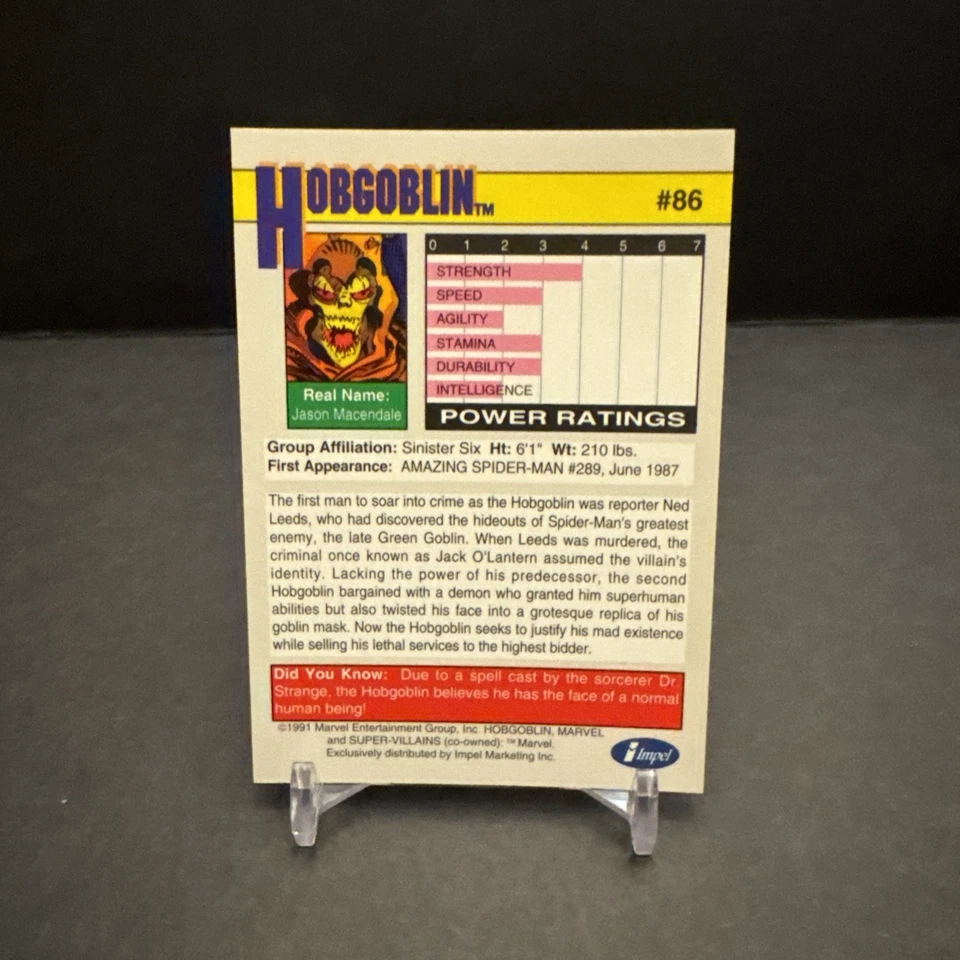 HOBGOBLIN™
#86
0 1 2 3 4 5 6 7
STRENGTH
SPEED
AGILITY
STAMINA
DURABILITY
INTELLIGENCE
POWER RATINGS
Real Name:
Jason Macendale
Group Affiliation: Sinister Six Ht: 6'1" Wt: 210 lbs.
First Appearance: AMAZING SPIDER-MAN #289, June 1987
The first man to soar into crime as the Hobgoblin was reporter Ned
Leeds, who had discovered the hideouts of Spider-Man's greatest
enemy, the late Green Goblin. When Leeds was murdered, the
criminal once known as Jack O'Lantern assumed the villain's
identity. Lacking the power of his predecessor, the second
Hobgoblin bargained with a demon who granted him superhuman
abilities but also twisted his face into a grotesque replica of his
goblin mask. Now the Hobgoblin seeks to justify his mad existence
while selling his lethal services to the highest bidder.
Did You Know: Due to a spell cast by the sorcerer Dr
Strange, the Hobgoblin believes he has the face of a normal
human being!
©1991 Marvel Entertainment Group, Inc. HOBGOBLIN, MARVEL
and SUPER-VILLAINS (co-owned): ™ Marvel.
Exclusively distributed by Impel Marketing Inc.
Impel